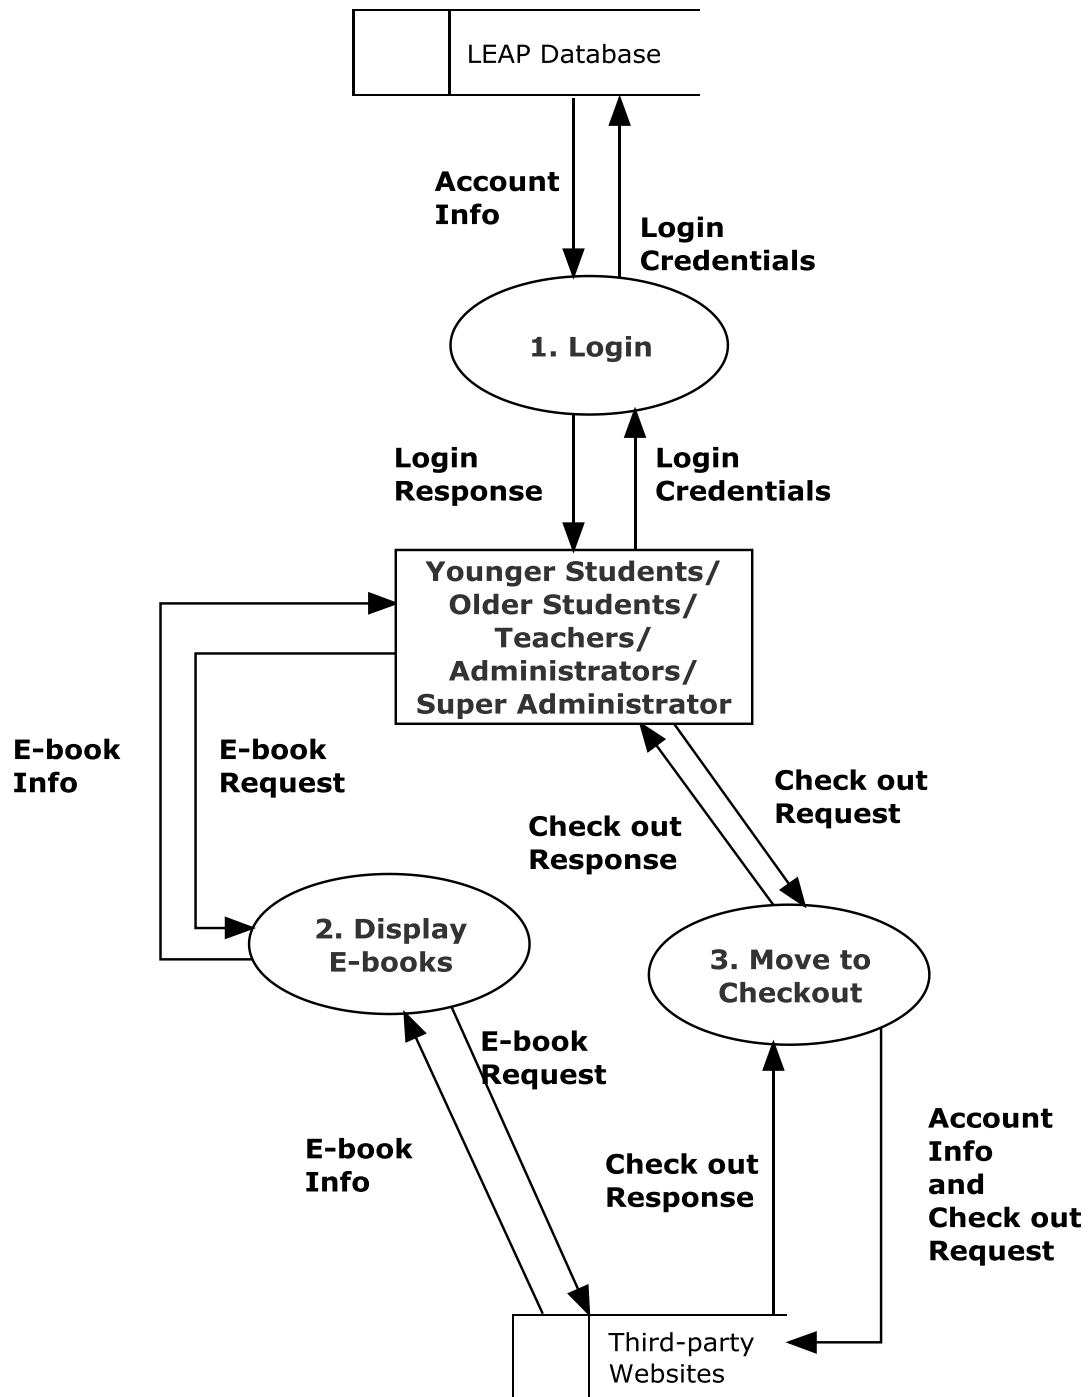 LEAP Database
Account
Info
Login
Credentials
1. Login
Login
Response
Login
Credentials
Younger Students/
Older Students/
Teachers/
Administrators/
Super Administrator
E-book
Info
E-book
Request
Check out
Request
Check out
Response
2. Display
E-books
3. Move to
Checkout
E-book
Request
E-book
Info
Check out
Response
Account
Info
and
Check out
Request
Third-party
Websites